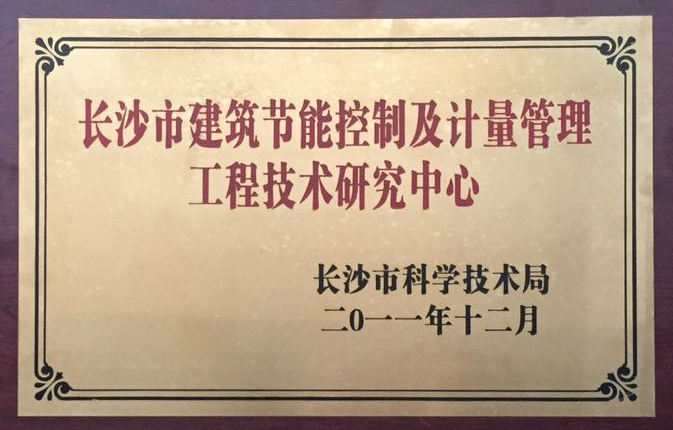 长沙市建筑节能控制及计量管理
工程技术研究中心
长沙市科学技术局
二0一一年十二月